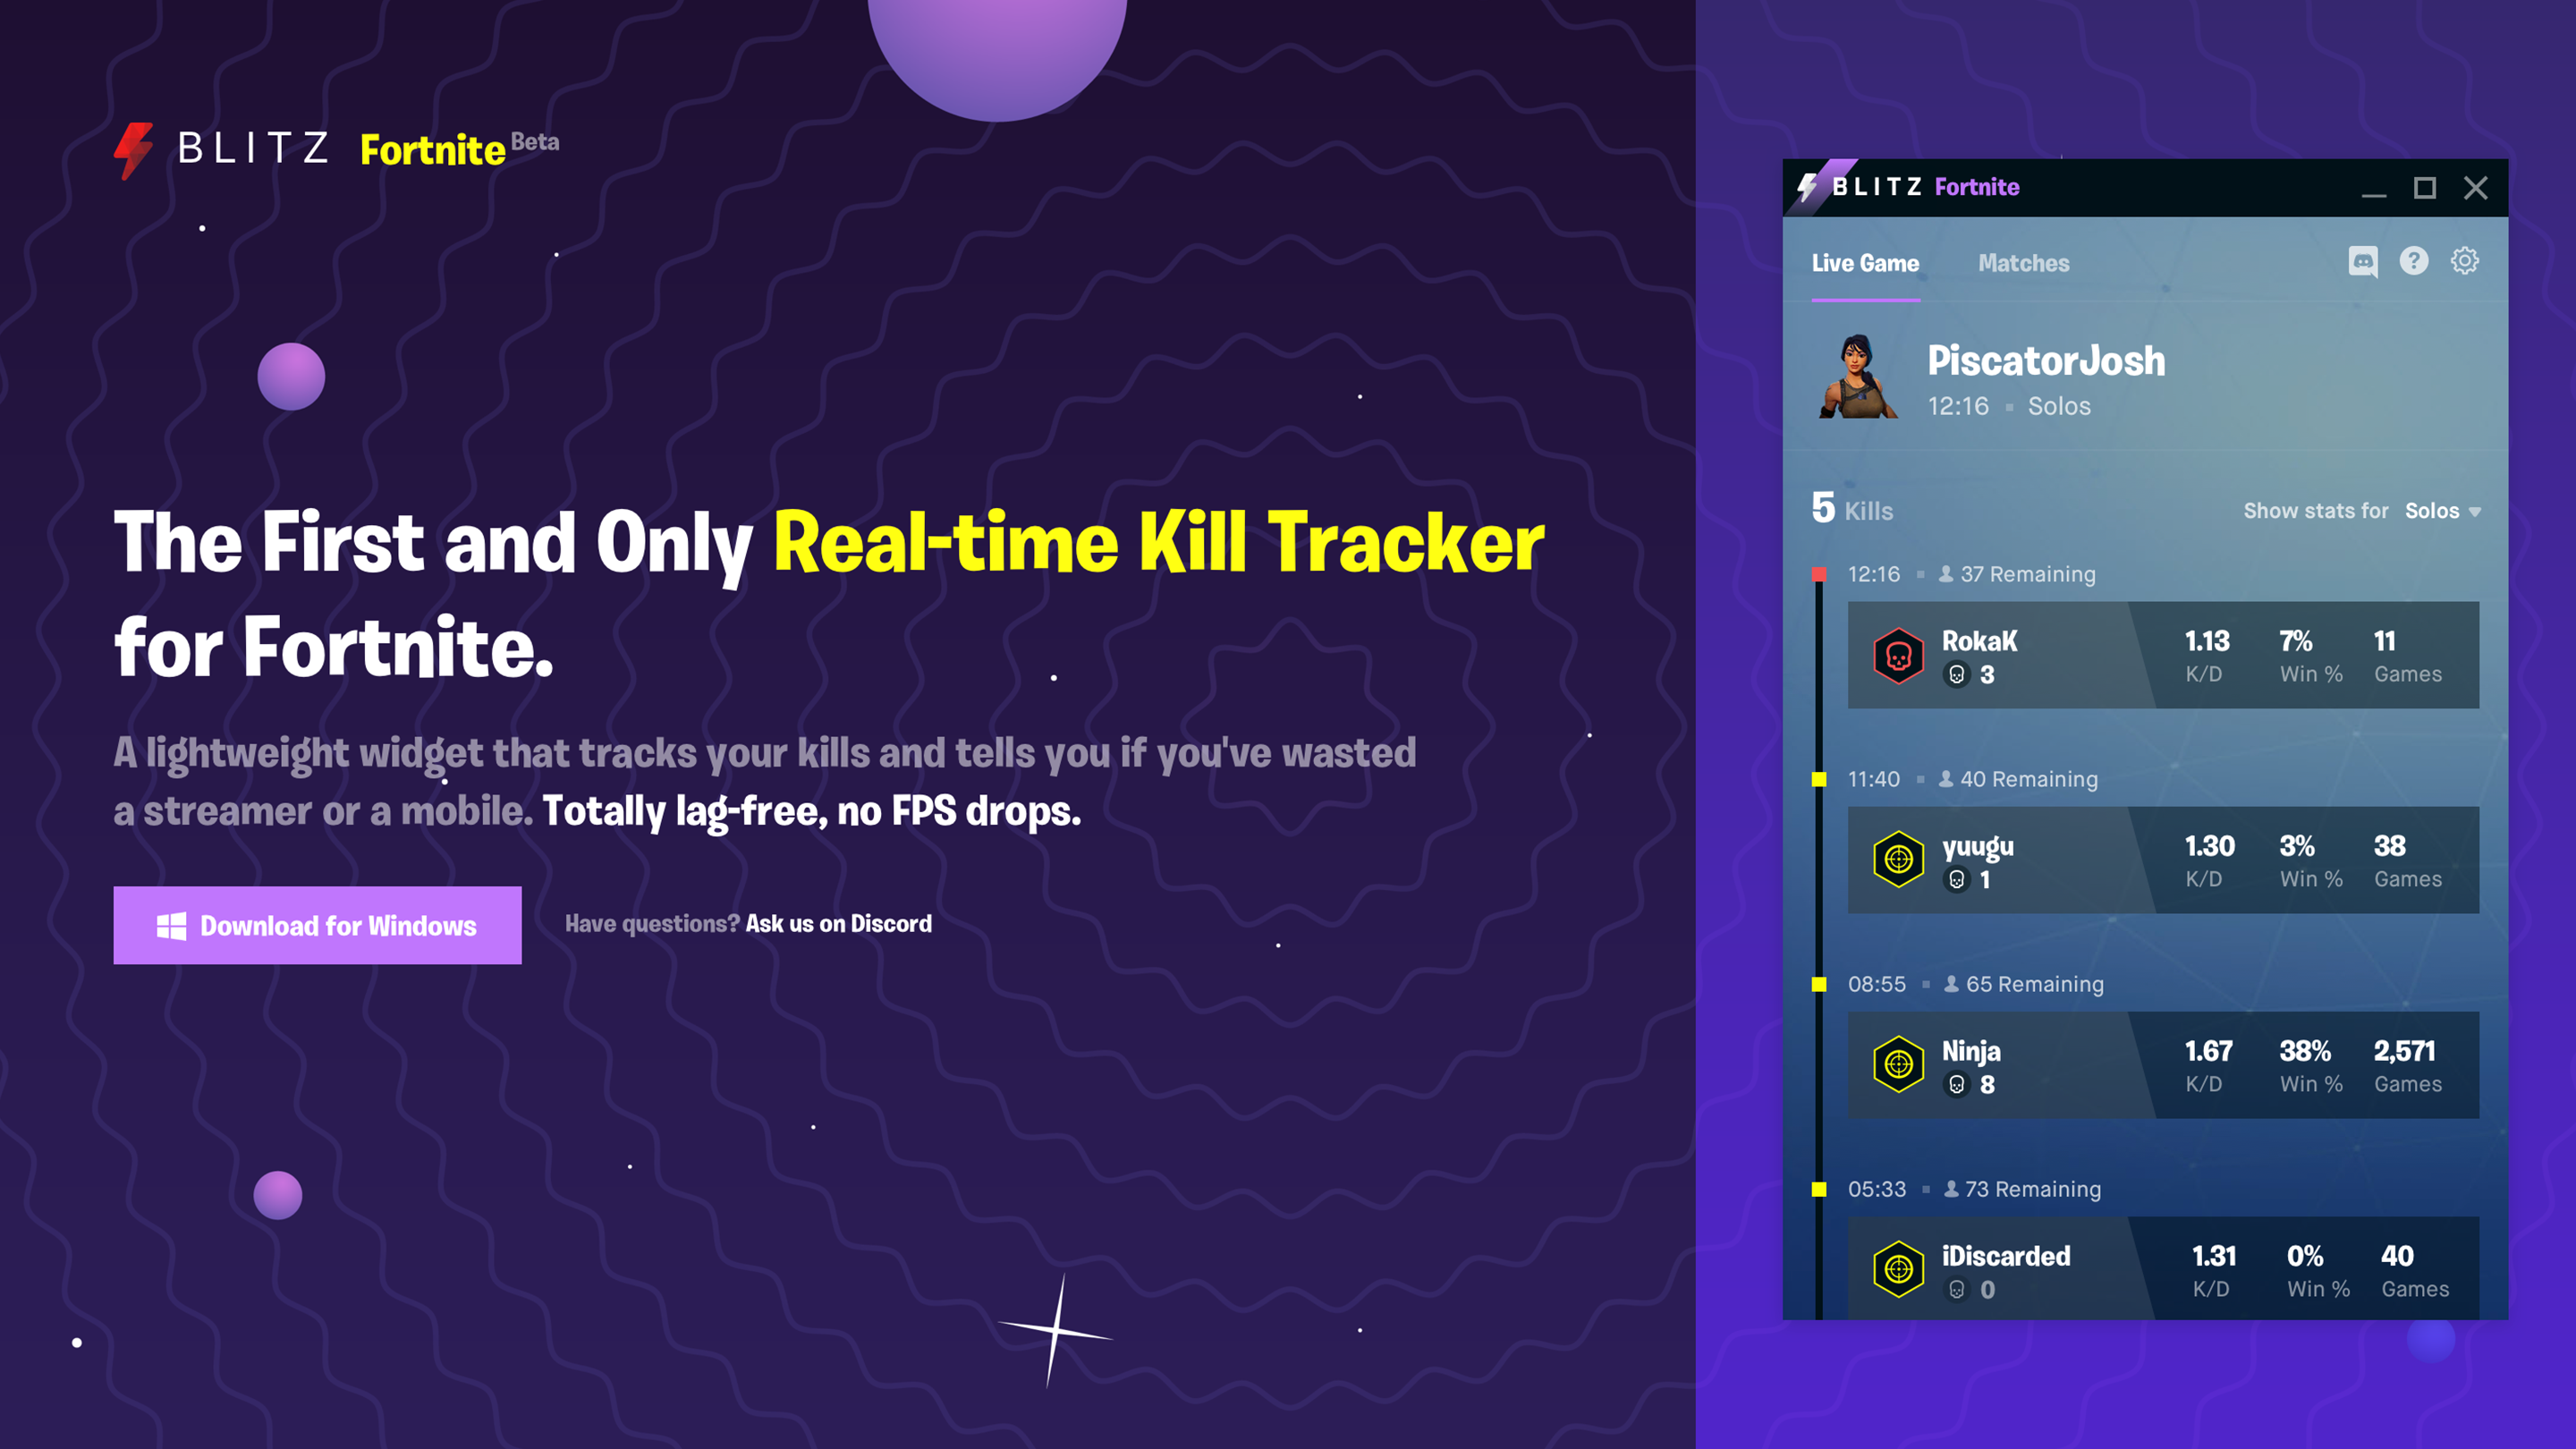 BLITZ Fortnite Beta
The First and Only Real-time Kill Tracker
for Fortnite.
A lightweight widget that tracks your kills and tells you if you've wasted
a streamer or a mobile. Totally lag-free, no FPS drops.
Download for Windows
Have questions? Ask us on Discord
BLITZ Fortnite
Live Game Matches
PiscatorJosh
12:16 Solos
5 Kills Show stats for Solos
12:16 37 Remaining
RokaK 1.13 7% 11
3 K/D Win % Games
11:40 40 Remaining
yuugu 1.30 3% 38
1 K/D Win % Games
08:55 65 Remaining
Ninja 1.67 38% 2,571
8 K/D Win % Games
05:33 73 Remaining
iDiscarded 1.31 0% 40
0 K/D Win % Games